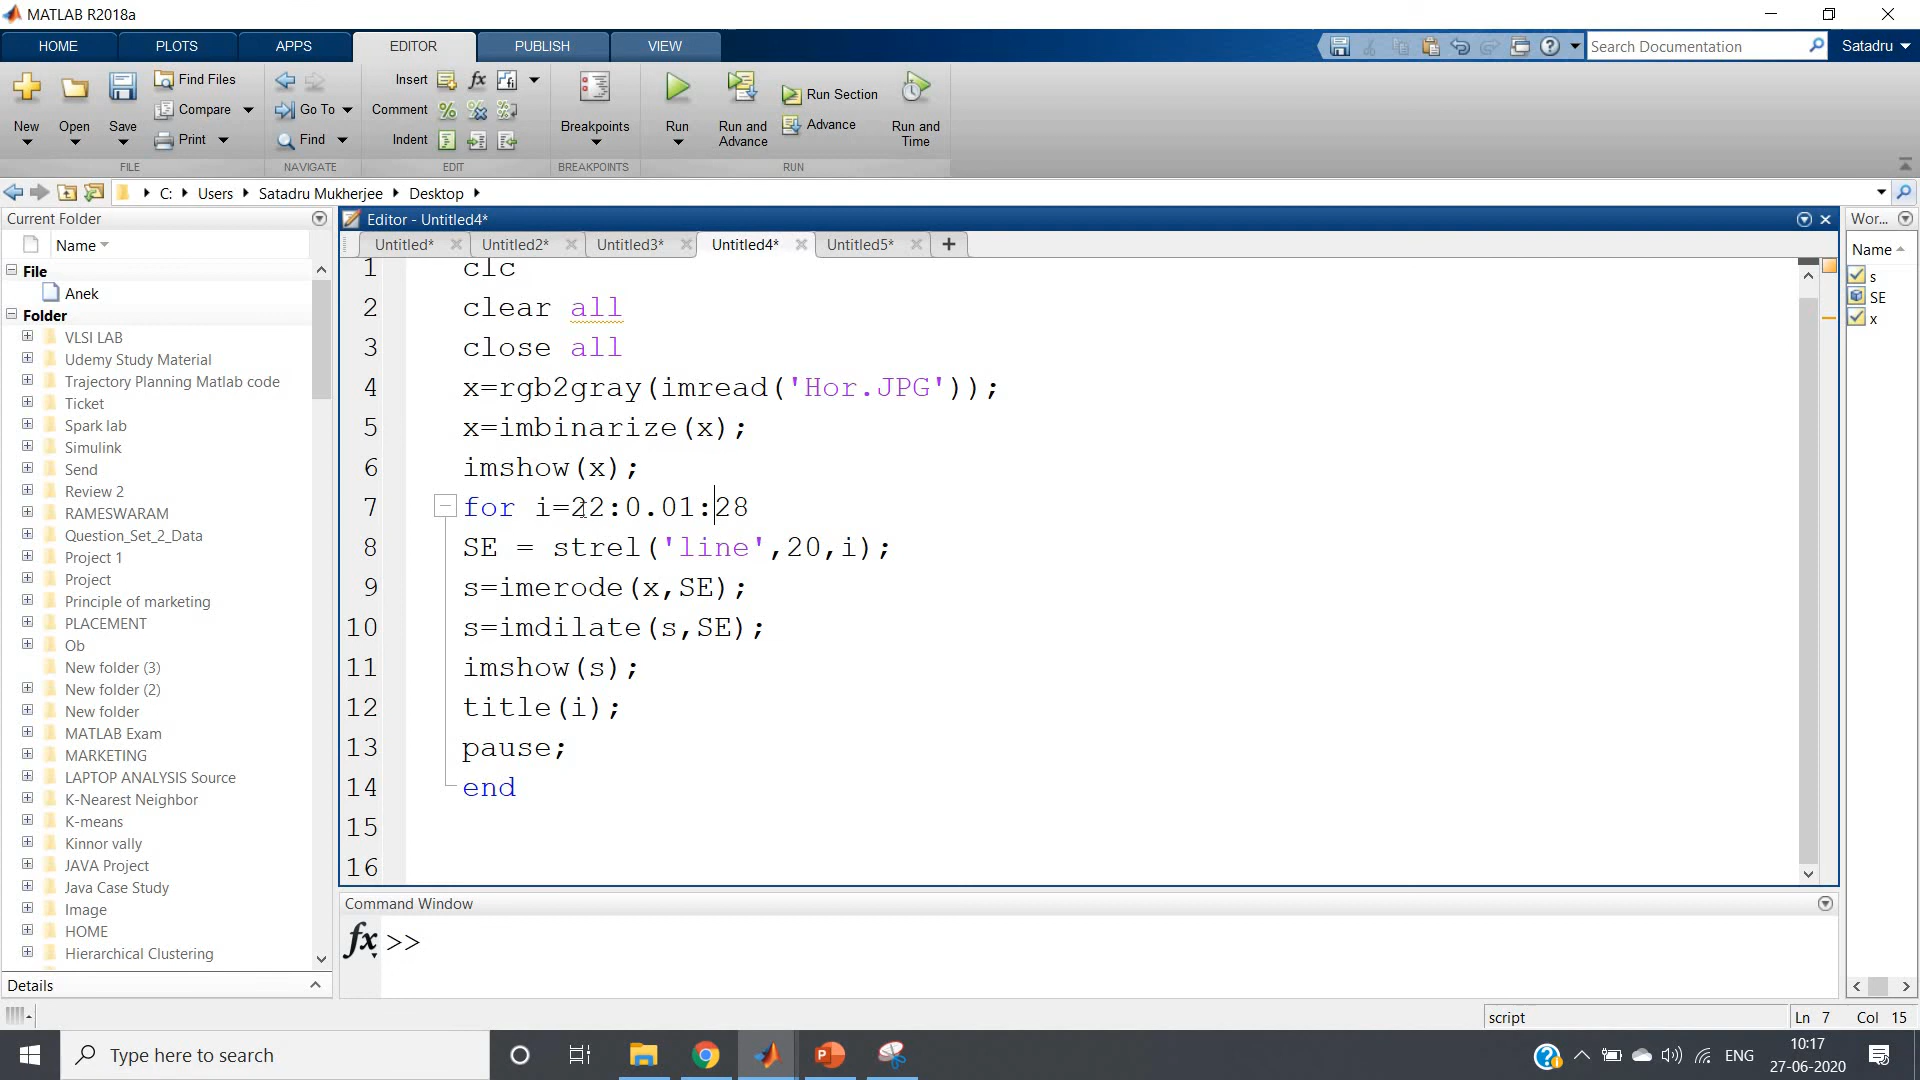 MATLAB R2018a
HOME PLOTS APPS EDITOR PUBLISH VIEW Search Documentation Satadru
New Open Save Find Files Compare Print
FILE
Go To Find
NAVIGATE
Insert fx
Comment
Indent
EDIT
Breakpoints
BREAKPOINTS
Run Run and Advance Run Section Advance Run and Time
RUN
C: Users Satadru Mukherjee Desktop
Current Folder
Name
File
Anek
Folder
VLSI LAB
Udemy Study Material
Trajectory Planning Matlab code
Ticket
Spark lab
Simulink
Send
Review 2
RAMESWARAM
Question_Set_2_Data
Project 1
Project
Principle of marketing
PLACEMENT
Ob
New folder (3)
New folder (2)
New folder
MATLAB Exam
MARKETING
LAPTOP ANALYSIS Source
K-Nearest Neighbor
K-means
Kinnor vally
JAVA Project
Java Case Study
Image
HOME
Hierarchical Clustering
Details
Editor - Untitled4*
Untitled* Untitled2* Untitled3* Untitled4* Untitled5*
1 clc
2 clear all
3 close all
4 x=rgb2gray(imread('Hor.JPG'));
5 x=imbinarize(x);
6 imshow(x);
7 for i=22:0.01:28
8 SE = strel('line',20,i);
9 s=imerode(x,SE);
10 s=imdilate(s,SE);
11 imshow(s);
12 title(i);
13 pause;
14 end
15
16
Command Window
fx >>
Wor...
Name
s
SE
x
script Ln 7 Col 15
Type here to search
ENG
10:17
27-06-2020